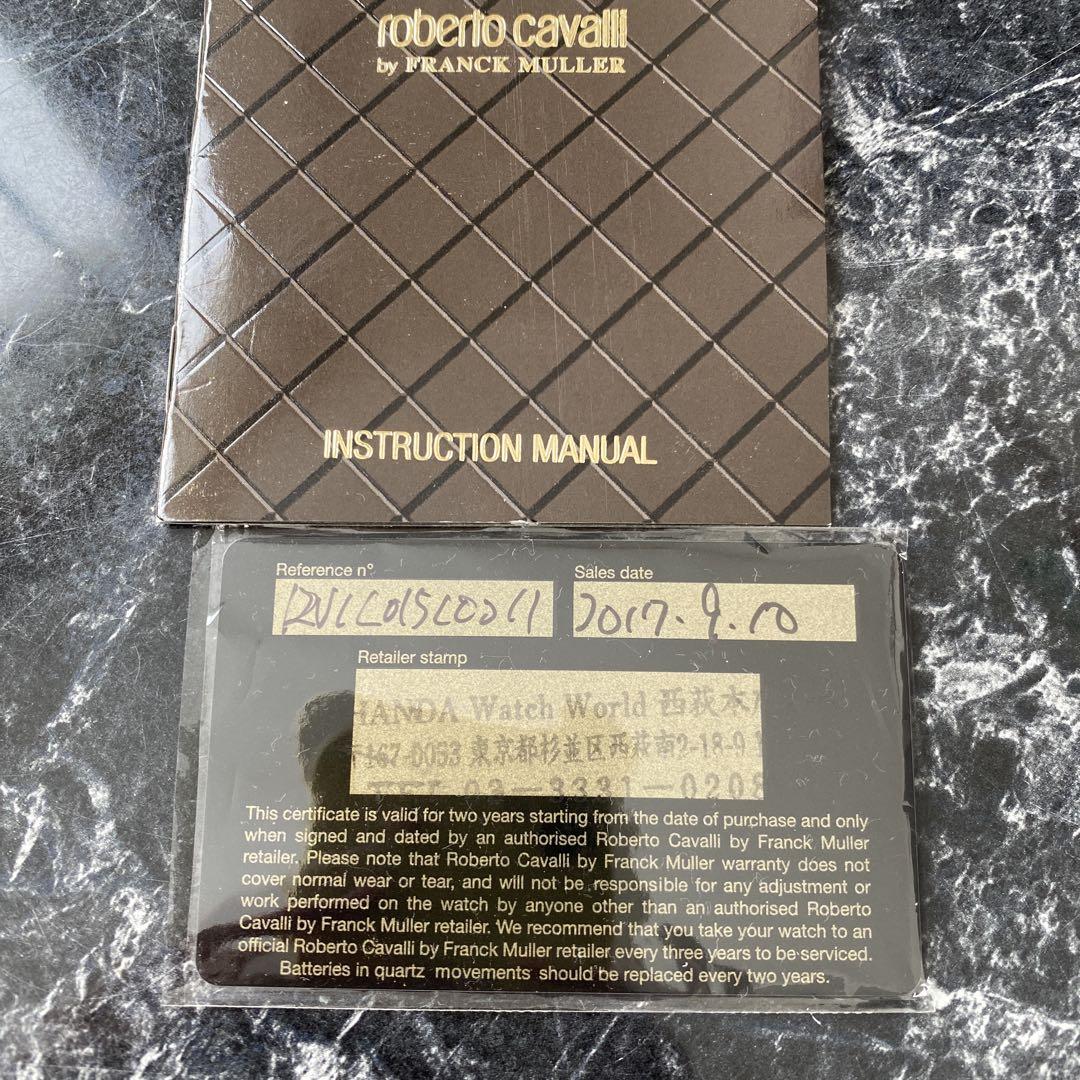 roberto cavalli
by FRANCK MULLER
INSTRUCTION MANUAL
Reference n°
Sales date
2017.9.10
Retailer stamp
HANDA Watch World 西荻木
167-0053 東京都杉並区西荻南2-18-9
TEL 03-3331-0208
This certificate is valid for two years starting from the date of purchase and only
when signed and dated by an authorised Roberto Cavalli by Franck Muller
retailer. Please note that Roberto Cavalli by Franck Muller warranty does not
cover normal wear or tear, and will not be responsible for any adjustment or
work performed on the watch by anyone other than an authorised Roberto
Cavalli by Franck Muller retailer. We recommend that you take your watch to an
official Roberto Cavalli by Franck Muller retailer every three years to be serviced.
Batteries in quartz movements should be replaced every two years.